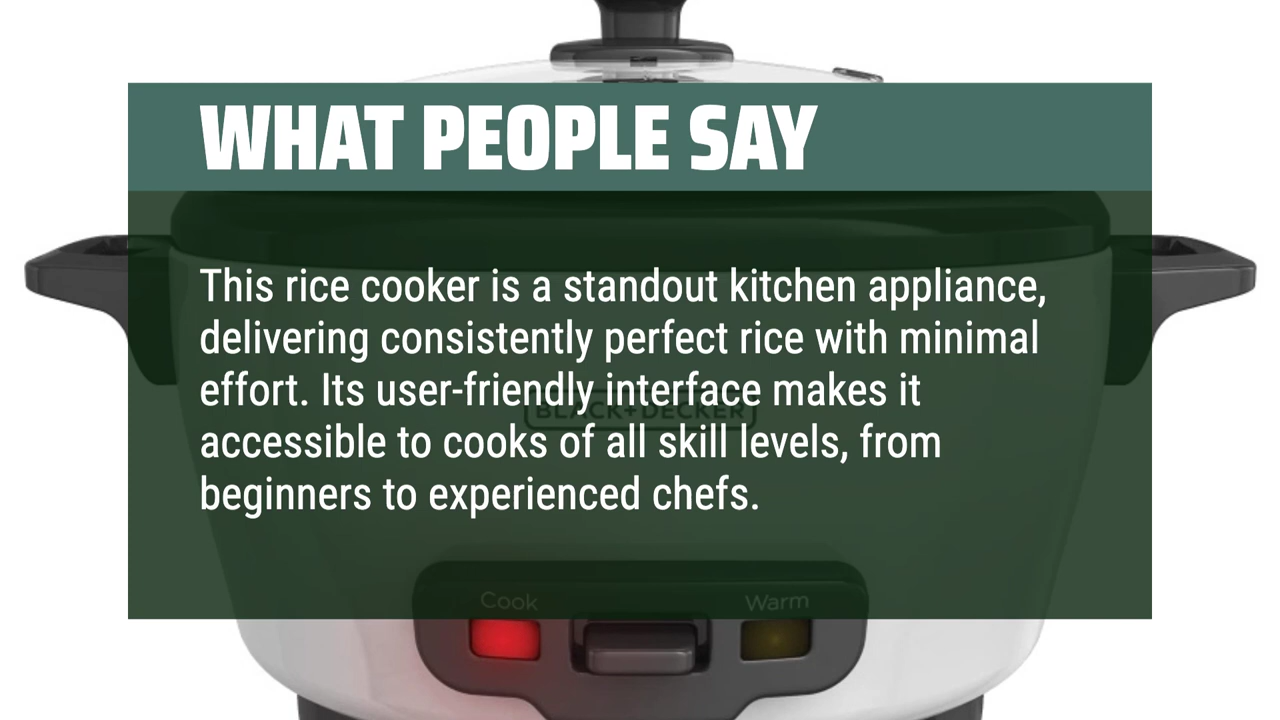 WHAT PEOPLE SAY
This rice cooker is a standout kitchen appliance,
delivering consistently perfect rice with minimal
effort. Its user-friendly interface makes it
BLACK+DECKER
accessible to cooks of all skill levels, from
beginners to experienced chefs.
Cook
Warm